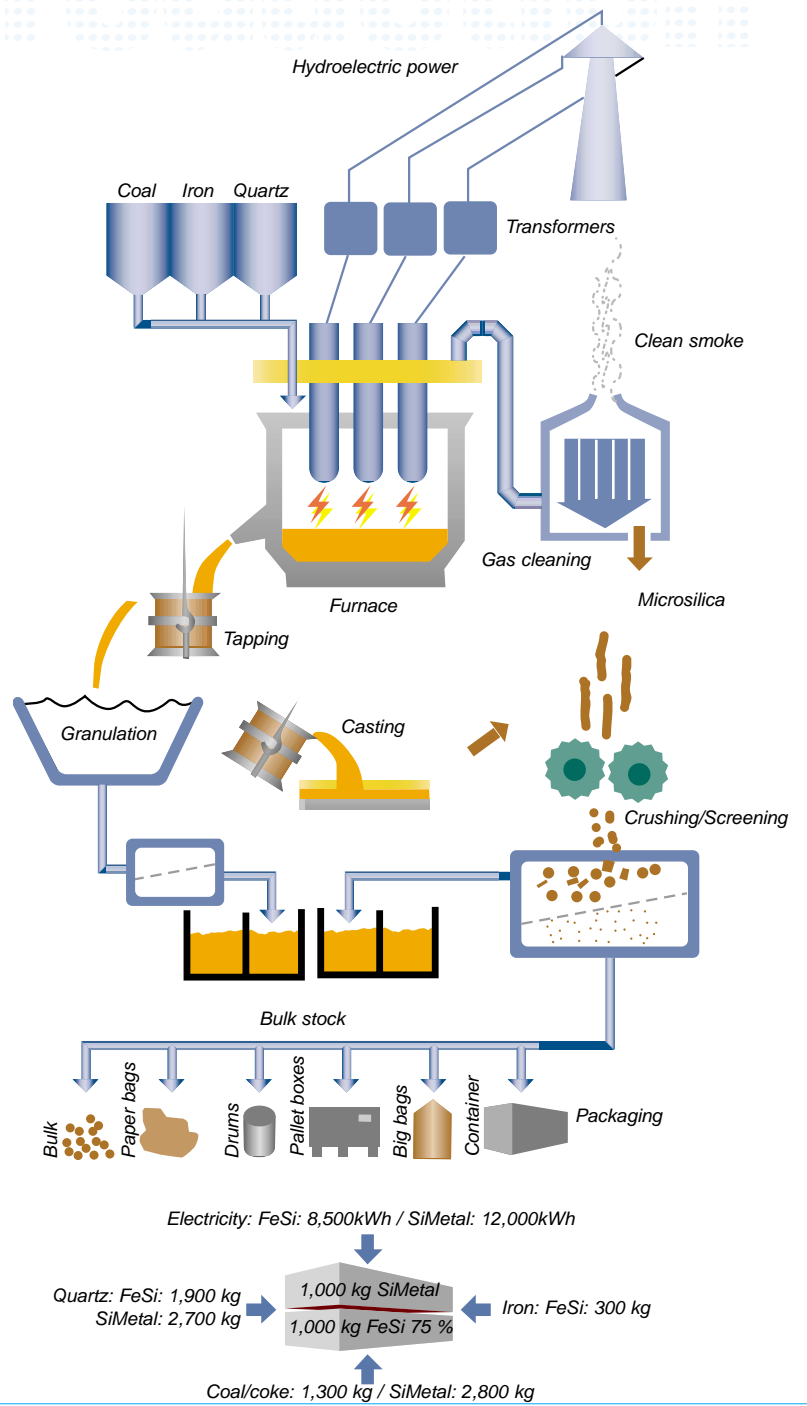 Hydroelectric power
Coal Iron Quartz
Transformers
Clean smoke
Gas cleaning
Furnace
Microsilica
Tapping
Granulation
Casting
Crushing/Screening
Bulk stock
Bulk
Paper bags
Drums
Pallet boxes
Big bags
Container
Packaging
Electricity: FeSi: 8,500kWh / SiMetal: 12,000kWh
Quartz: FeSi: 1,900 kg
SiMetal: 2,700 kg
1,000 kg SiMetal
1,000 kg FeSi 75 %
Iron: FeSi: 300 kg
Coal/coke: 1,300 kg / SiMetal: 2,800 kg